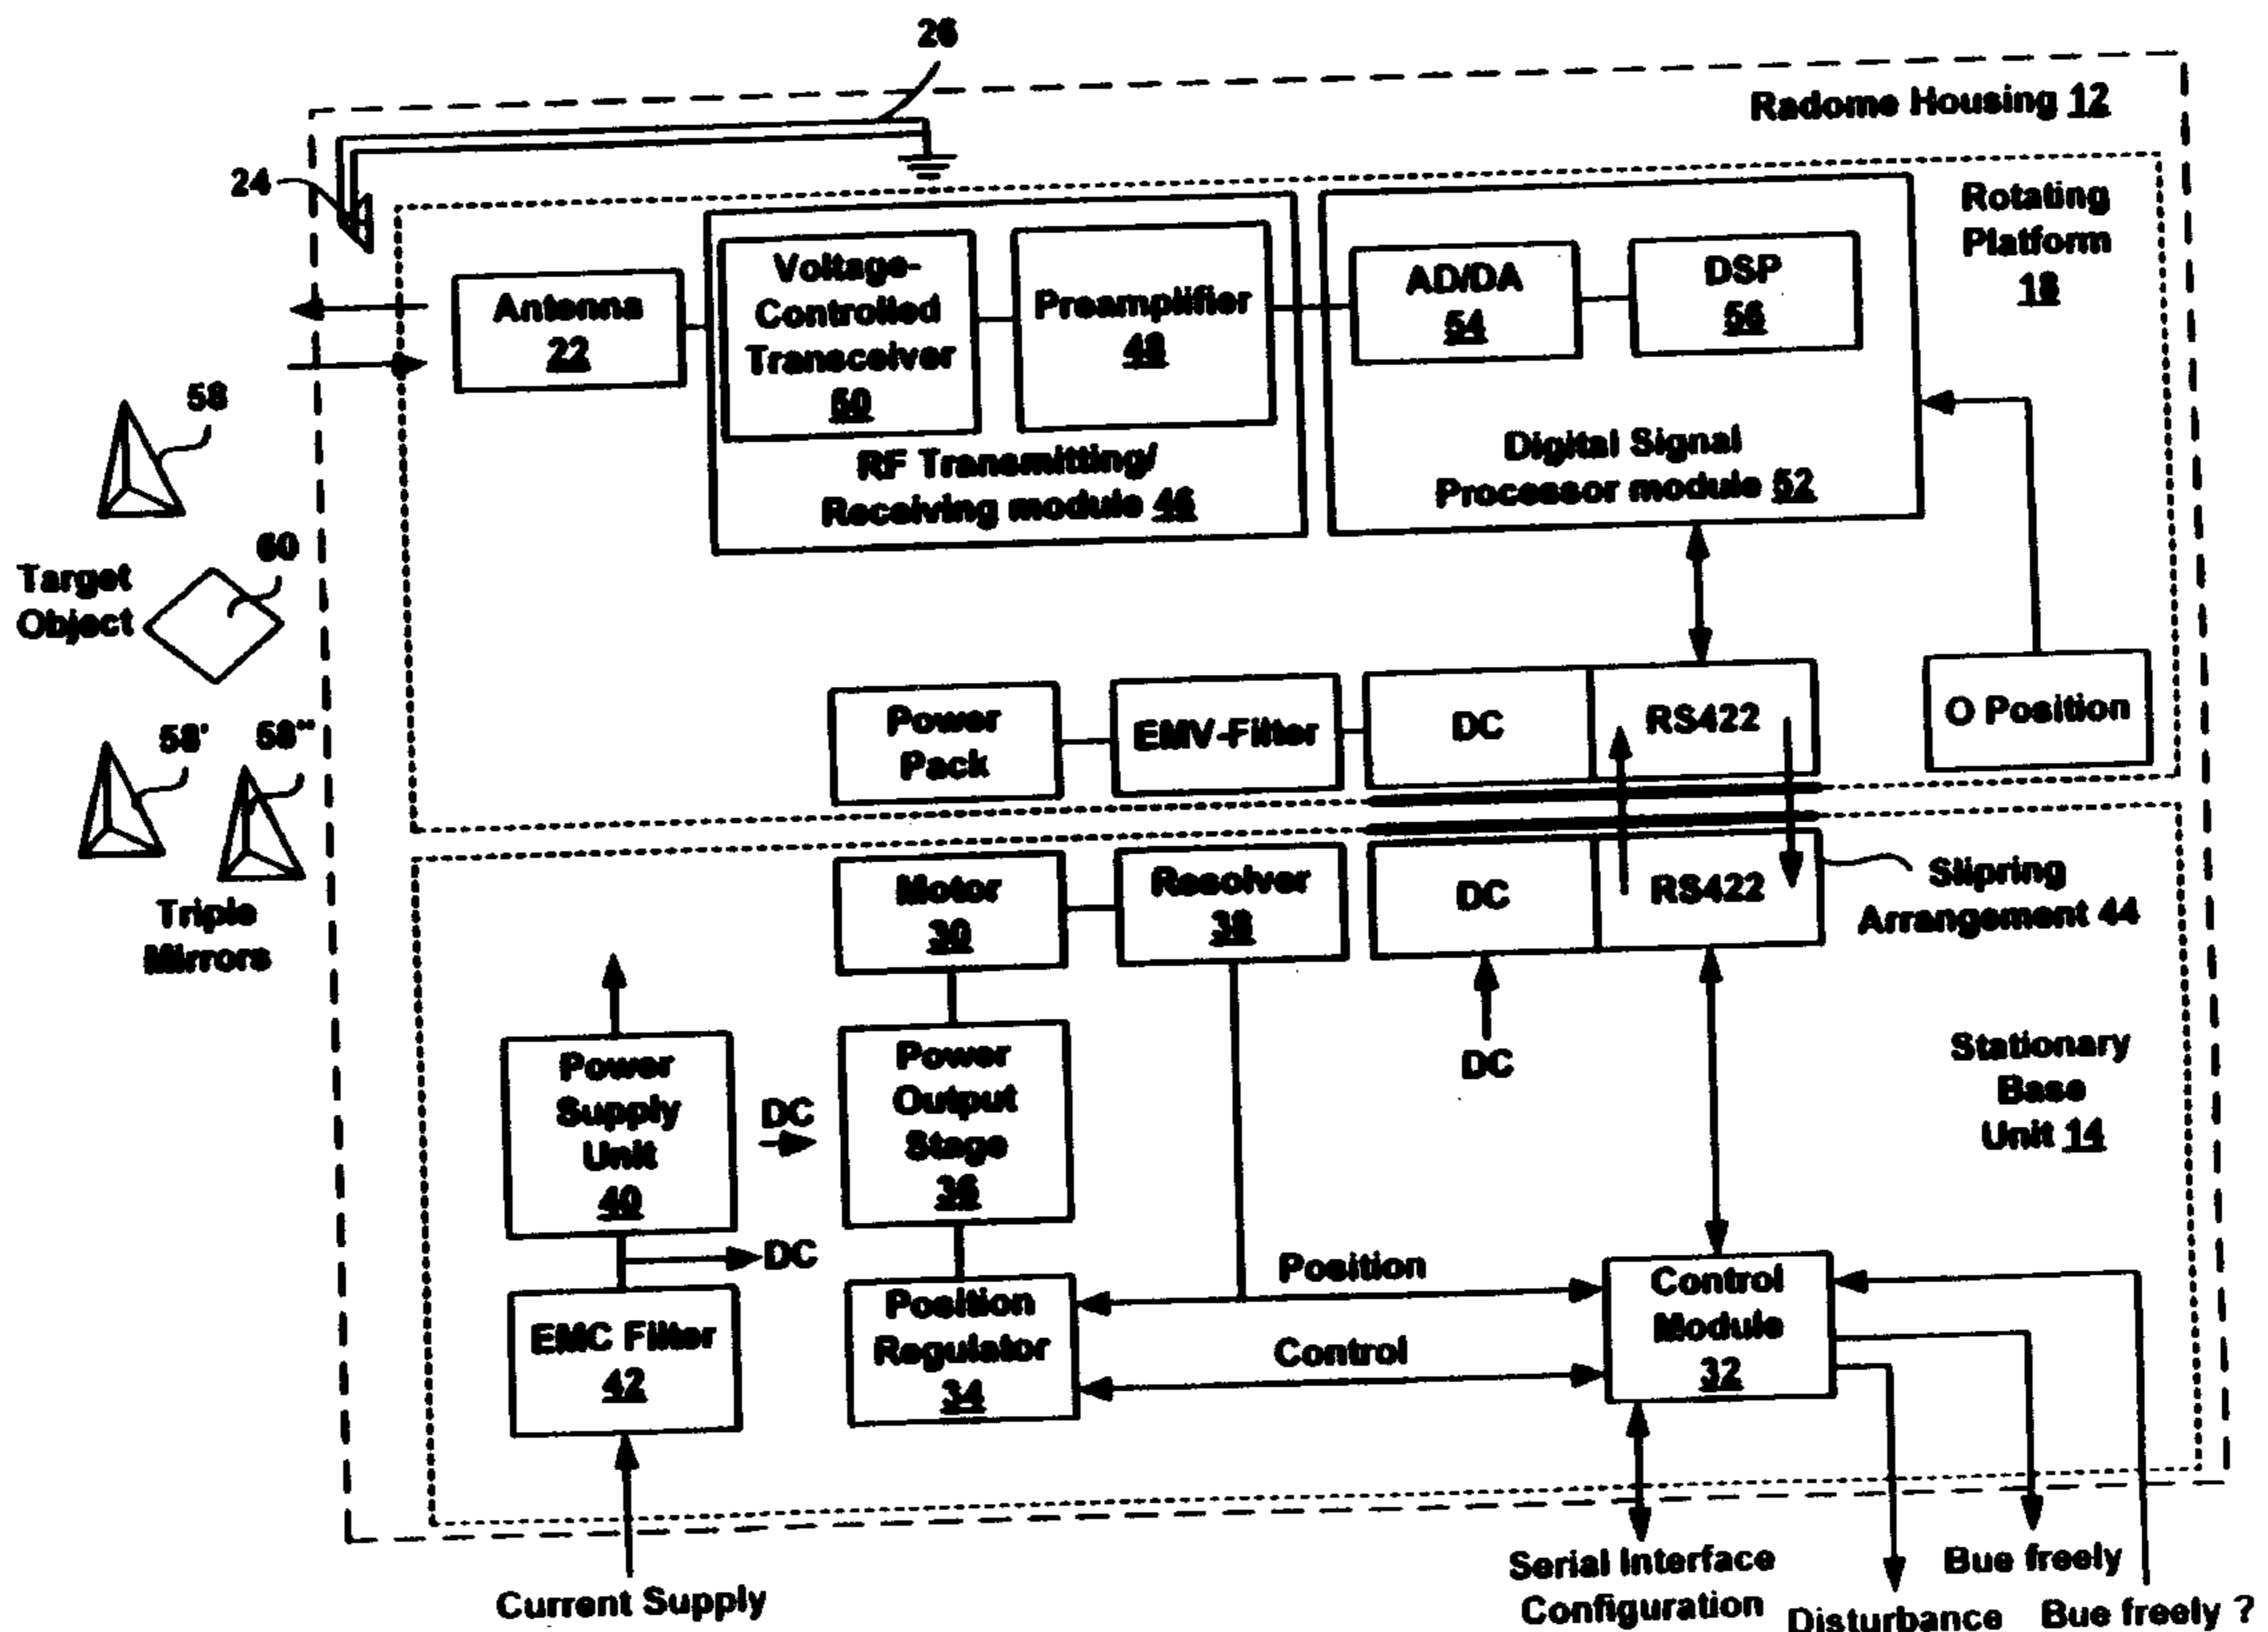 26
Radome Housing 12
24
Rotating
Platform
18
Antenna
22
Voltage-
Controlled
Transceiver
50
Preamplifier
48
AD/DA
54
DSP
56
RF Transmitting/
Receiving module 46
Digital Signal
Processor module 52
58
60
Target
Object
58'
58''
Triple
Mirrors
Power
Pack
EMV-Filter
DC
RS422
O Position
Motor
30
Resolver
38
DC
RS422
Slipring
Arrangement 44
DC
Stationary
Base
Unit 14
Power
Supply
Unit
40
DC
Power
Output
Stage
36
DC
EMC Filter
42
Position
Regulator
34
Position
Control
Control
Module
32
Current Supply
Serial Interface
Configuration
Disturbance
Bue freely
Bue freely ?